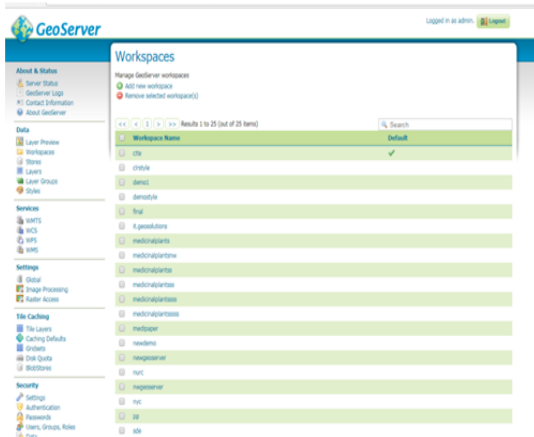 GeoServer
Logged in as admin. Logout
About & Status
Server Status
GeoServer Logs
Contact Information
About GeoServer
Data
Layer Preview
Workspaces
Stores
Layers
Layer Groups
Styles
Services
WMTS
WCS
WFS
WMS
Settings
Global
Image Processing
Raster Access
Tile Caching
Tile Layers
Caching Defaults
Gridsets
Disk Quota
BlobStores
Security
Settings
Authentication
Passwords
Users, Groups, Roles
Data
Workspaces
Manage GeoServer workspaces
Add new workspace
Remove selected workspace(s)
<< < 1 > >> Results 1 to 25 (out of 25 items)
Search
Workspace Name Default
cite
clrstyle
demo1
demostyle
final
it.geosolutions
medicinalplants
medicinalplantsnw
medicinalplantss
medicinalplantsss
medicinalplantssss
medicinalplantsssss
medipaper
newdemo
newgeoserver
nurc
nwgeoserver
nyc
pp
sde